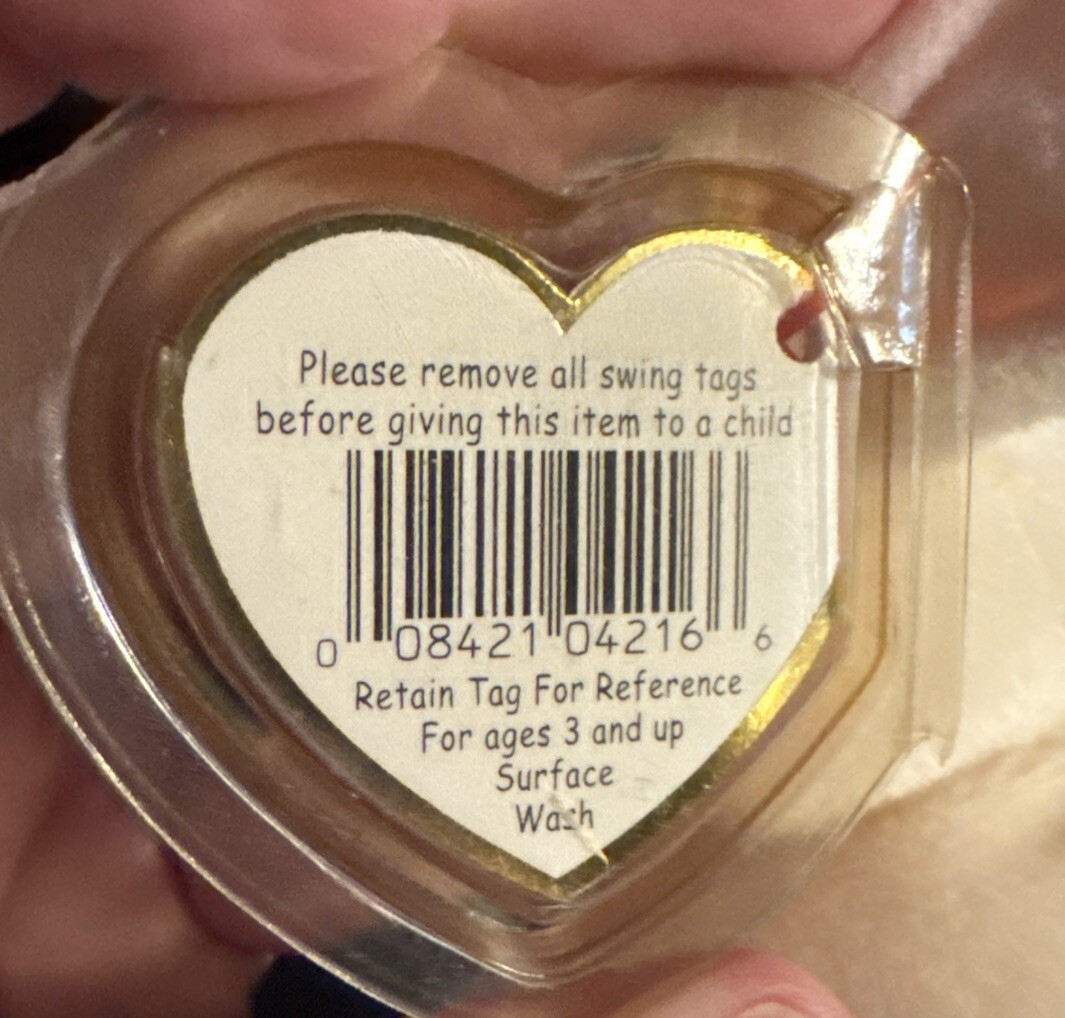 Please remove all swing tags
before giving this item to a child
0 08421 04216 6
Retain Tag For Reference
For ages 3 and up
Surface
Wash